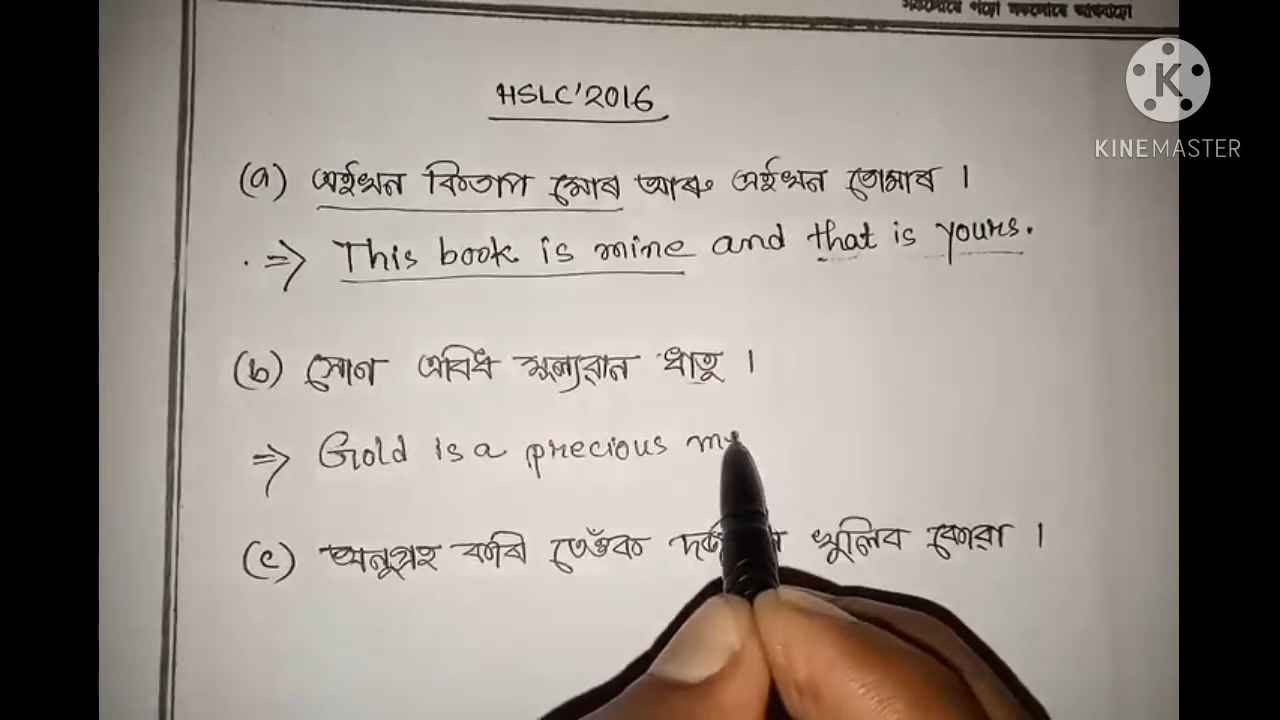 HSLC'2016
KINEMASTER
(a) এইখন কিতাপ মোৰ আৰু এইখন তোমাৰ ।
⇒ This book is mine and that is yours.
(b) সোণ এবিধ মূল্যৱান ধাতু ।
⇒ Gold is a precious
(c) অনুগ্ৰহ কৰি তেওঁক খুলিব কোৱা ।